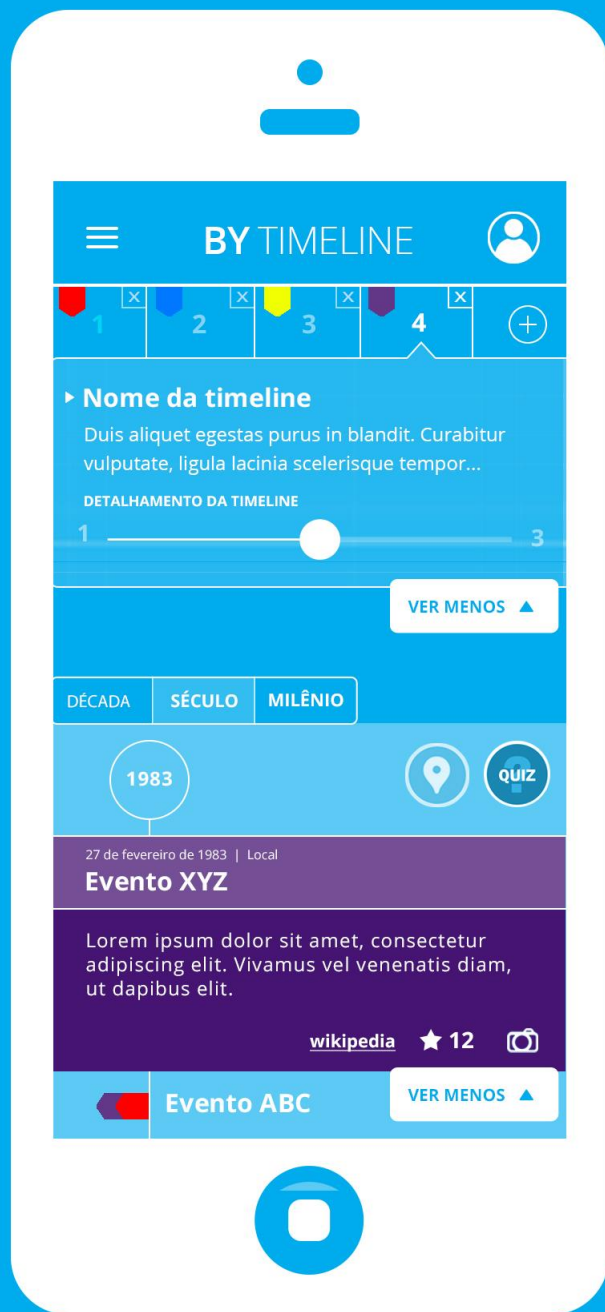 BY TIMELINE
1 X 2 X 3 X 4 X
Nome da timeline
Duis aliquet egestas purus in blandit. Curabitur
vulputate, ligula lacinia scelerisque tempor...
DETALHAMENTO DA TIMELINE
1 3
VER MENOS
DÉCADA SÉCULO MILÊNIO
1983
? QUIZ
27 de fevereiro de 1983 | Local
Evento XYZ
Lorem ipsum dolor sit amet, consectetur
adipiscing elit. Vivamus vel venenatis diam,
ut dapibus elit.
wikipedia 12
Evento ABC
VER MENOS